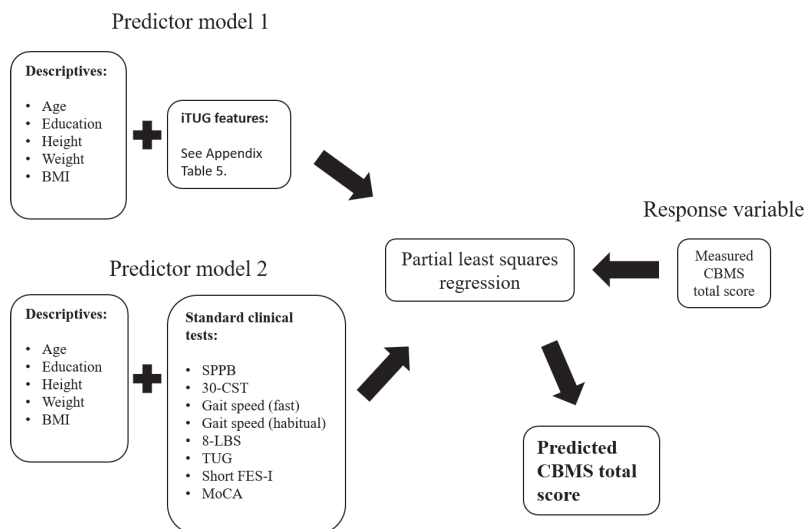 Predictor model 1
Descriptives:
• Age
• Education
• Height
• Weight
• BMI
iTUG features:
See Appendix
Table 5.
Response variable
Partial least squares
regression
Measured
CBMS
total score
Predictor model 2
Descriptives:
• Age
• Education
• Height
• Weight
• BMI
Standard clinical
tests:
• SPPB
• 30-CST
• Gait speed (fast)
• Gait speed (habitual)
• 8-LBS
• TUG
• Short FES-I
• MoCA
Predicted
CBMS total
score